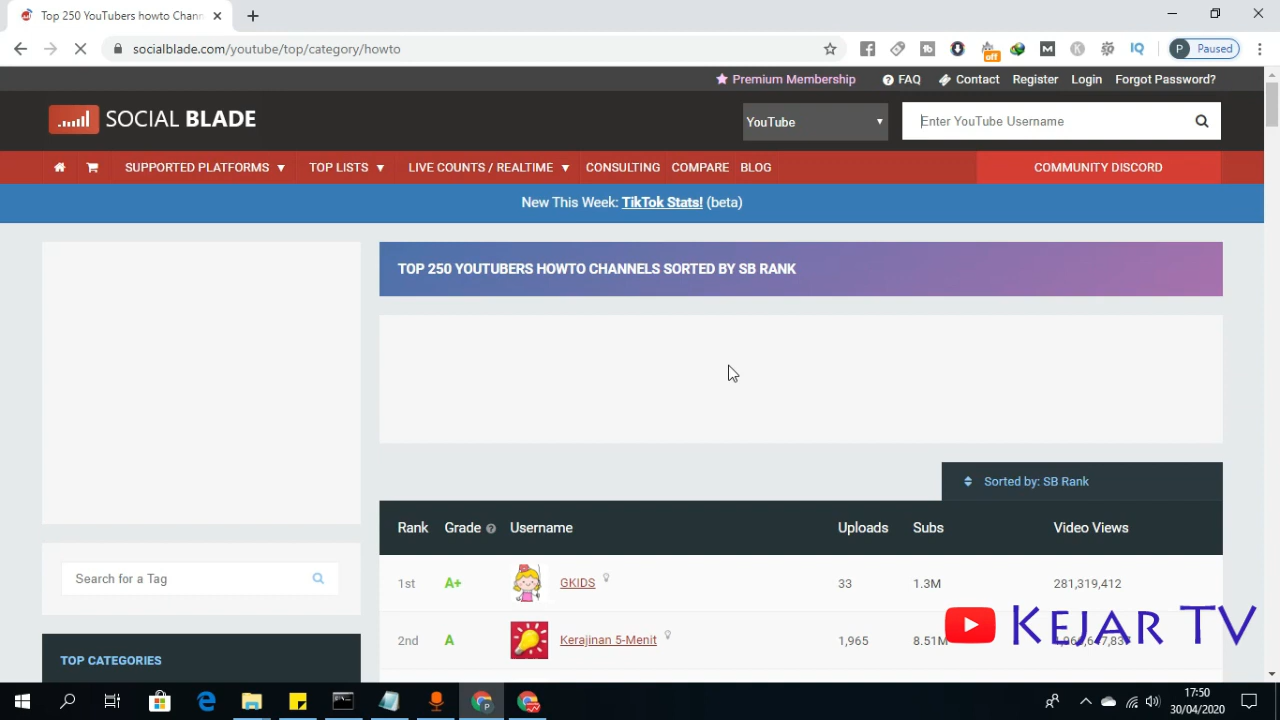 Top 250 YouTubers howto Chan
socialblade.com/youtube/top/category/howto
off
IQ
P Paused
Premium Membership FAQ Contact Register Login Forgot Password?
SOCIAL BLADE
YouTube
Enter YouTube Username
SUPPORTED PLATFORMS TOP LISTS LIVE COUNTS / REALTIME CONSULTING COMPARE BLOG COMMUNITY DISCORD
New This Week: TikTok Stats! (beta)
TOP 250 YOUTUBERS HOWTO CHANNELS SORTED BY SB RANK
Sorted by: SB Rank
Rank Grade Username Uploads Subs Video Views
1st A+ GKIDS 33 1.3M 281,319,412
2nd A Kerajinan 5-Menit 1,965 8.51M
Search for a Tag
TOP CATEGORIES
KEJAR TV
17:50
30/04/2020